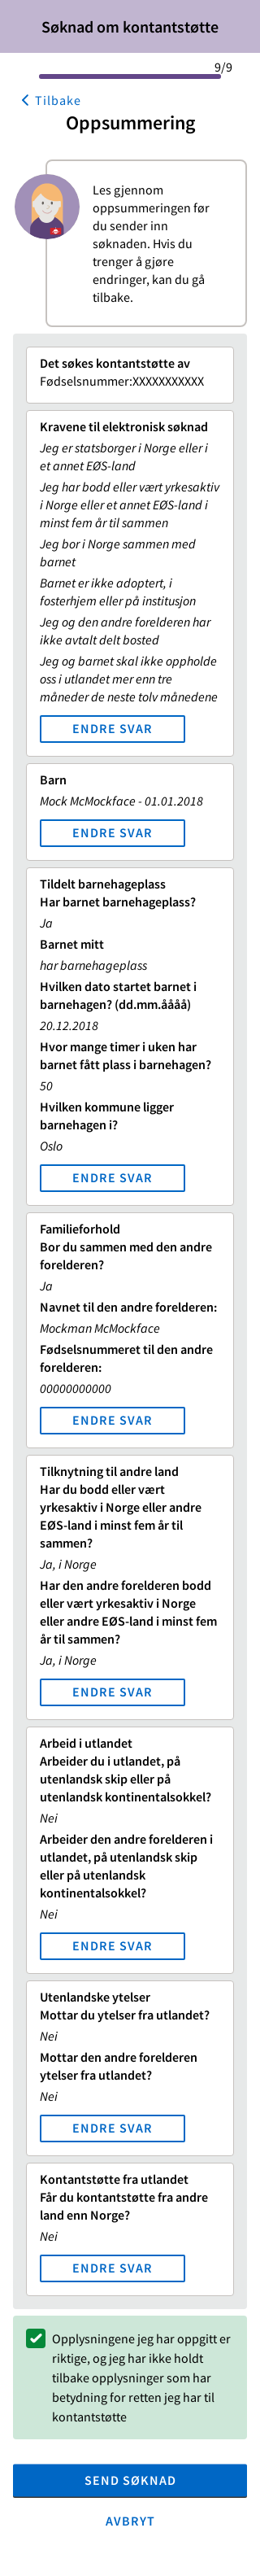 Søknad om kontantstøtte
9/9
Tilbake
Oppsummering
Les gjennom
oppsummeringen før
du sender inn
søknaden. Hvis du
trenger å gjøre
endringer, kan du gå
tilbake.
Det søkes kontantstøtte av
Fødselsnummer:XXXXXXXXXXX
Kravene til elektronisk søknad
Jeg er statsborger i Norge eller i
et annet EØS-land
Jeg har bodd eller vært yrkesaktiv
i Norge eller et annet EØS-land i
minst fem år til sammen
Jeg bor i Norge sammen med
barnet
Barnet er ikke adoptert, i
fosterhjem eller på institusjon
Jeg og den andre forelderen har
ikke avtalt delt bosted
Jeg og barnet skal ikke oppholde
oss i utlandet mer enn tre
måneder de neste tolv månedene
ENDRE SVAR
Barn
Mock McMockface - 01.01.2018
ENDRE SVAR
Tildelt barnehageplass
Har barnet barnehageplass?
Ja
Barnet mitt
har barnehageplass
Hvilken dato startet barnet i
barnehagen? (dd.mm.åååå)
20.12.2018
Hvor mange timer i uken har
barnet fått plass i barnehagen?
50
Hvilken kommune ligger
barnehagen i?
Oslo
ENDRE SVAR
Familieforhold
Bor du sammen med den andre
forelderen?
Ja
Navnet til den andre forelderen:
Mockman McMockface
Fødselsnummeret til den andre
forelderen:
00000000000
ENDRE SVAR
Tilknytning til andre land
Har du bodd eller vært
yrkesaktiv i Norge eller andre
EØS-land i minst fem år til
sammen?
Ja, i Norge
Har den andre forelderen bodd
eller vært yrkesaktiv i Norge
eller andre EØS-land i minst fem
år til sammen?
Ja, i Norge
ENDRE SVAR
Arbeid i utlandet
Arbeider du i utlandet, på
utenlandsk skip eller på
utenlandsk kontinentalsokkel?
Nei
Arbeider den andre forelderen i
utlandet, på utenlandsk skip
eller på utenlandsk
kontinentalsokkel?
Nei
ENDRE SVAR
Utenlandske ytelser
Mottar du ytelser fra utlandet?
Nei
Mottar den andre forelderen
ytelser fra utlandet?
Nei
ENDRE SVAR
Kontantstøtte fra utlandet
Får du kontantstøtte fra andre
land enn Norge?
Nei
ENDRE SVAR
Opplysningene jeg har oppgitt er
riktige, og jeg har ikke holdt
tilbake opplysninger som har
betydning for retten jeg har til
kontantstøtte
SEND SØKNAD
AVBRYT